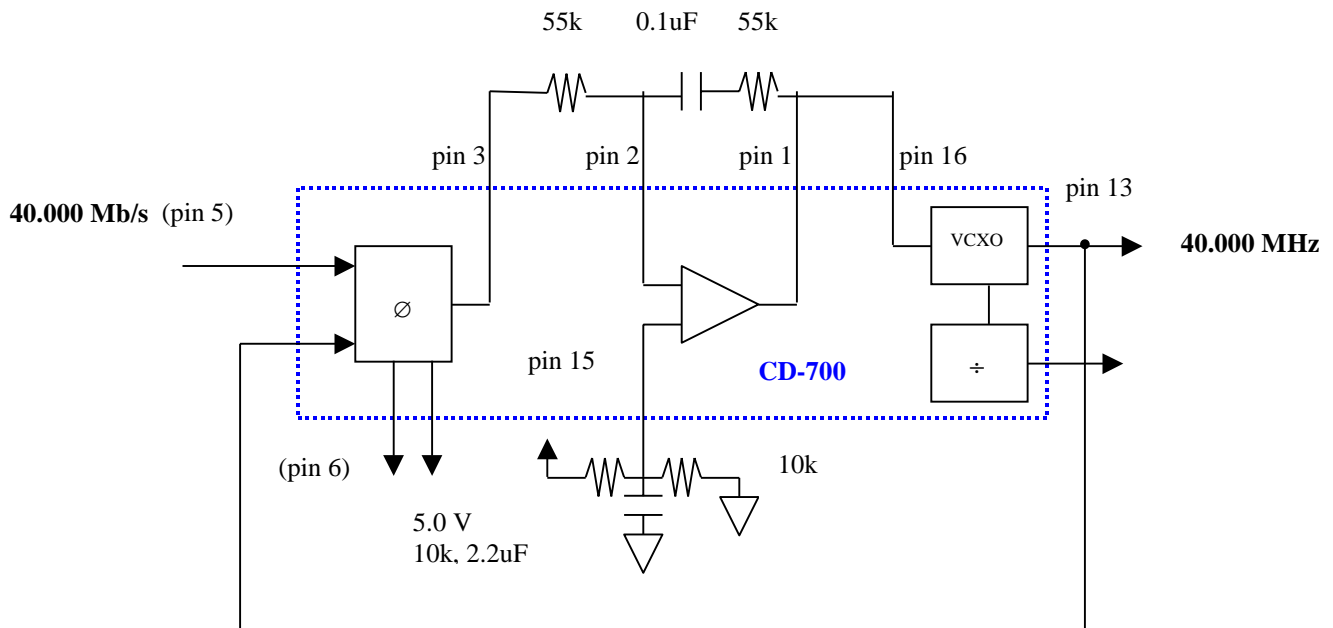 55k 0.1uF 55k
pin 3 pin 2 pin 1 pin 16
pin 13
40.000 Mb/s (pin 5)
VCXO
40.000 MHz
∅
pin 15
CD-700
÷
(pin 6)
10k
5.0 V
10k, 2.2uF